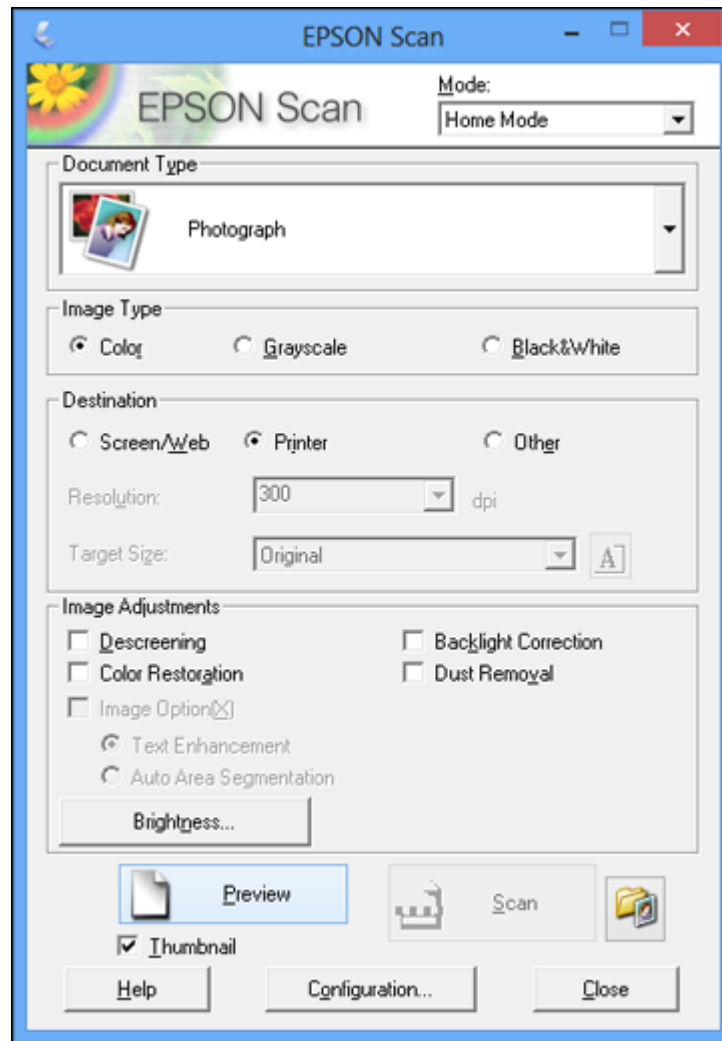 EPSON Scan
EPSON Scan
Mode:
Home Mode
Document Type
Photograph
Image Type
Color Grayscale Black&White
Destination
Screen/Web Printer Other
Resolution: 300 dpi
Target Size: Original A
Image Adjustments
Descreening Backlight Correction
Color Restoration Dust Removal
Image Option(X)
Text Enhancement
Auto Area Segmentation
Brightness...
Preview Scan
Thumbnail
Help Configuration... Close